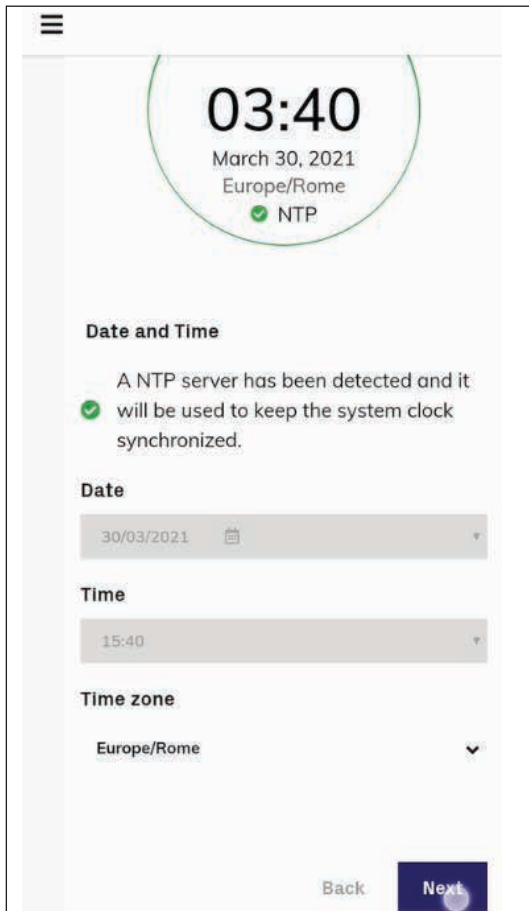 03:40
March 30, 2021
Europe/Rome
NTP
Date and Time
A NTP server has been detected and it
will be used to keep the system clock
synchronized.
Date
30/03/2021
Time
15:40
Time zone
Europe/Rome
Back
Next